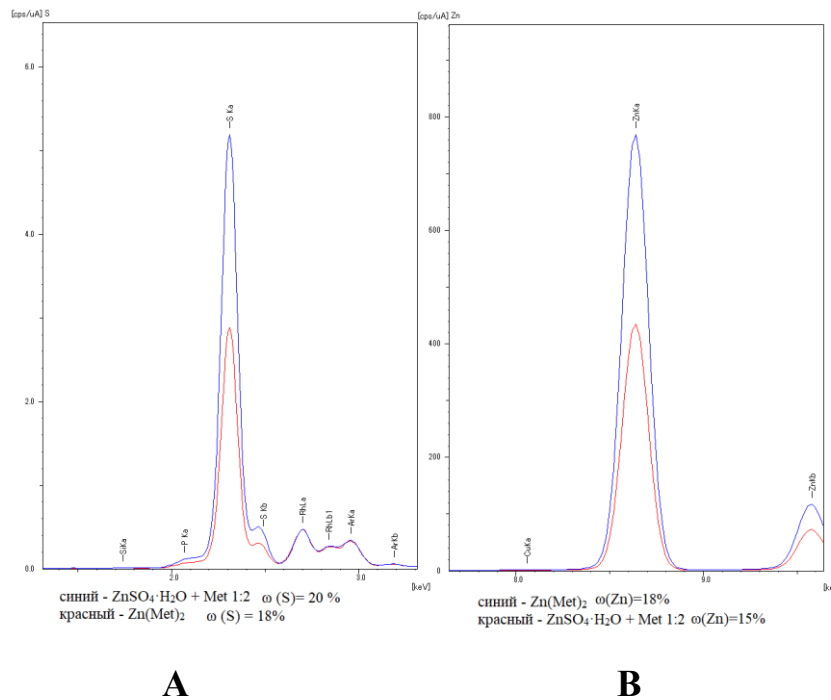 [cps/uA] S
6.0
4.0
2.0
0.0
SiKa
P Ka
S Ka
S Kb
RhLa
RhLb1
ArKa
ArKb
2.0
3.0
[keV]
синий - ZnSO₄·H₂O + Met 1:2 ω (S)= 20 %
красный - Zn(Met)₂ ω (S) = 18%
A
[cps/uA] Zn
800
600
400
200
0
CuKa
ZnKa
ZnKb
9.0
синий - Zn(Met)₂ ω(Zn)=18%
красный - ZnSO₄·H₂O + Met 1:2 ω(Zn)=15%
B